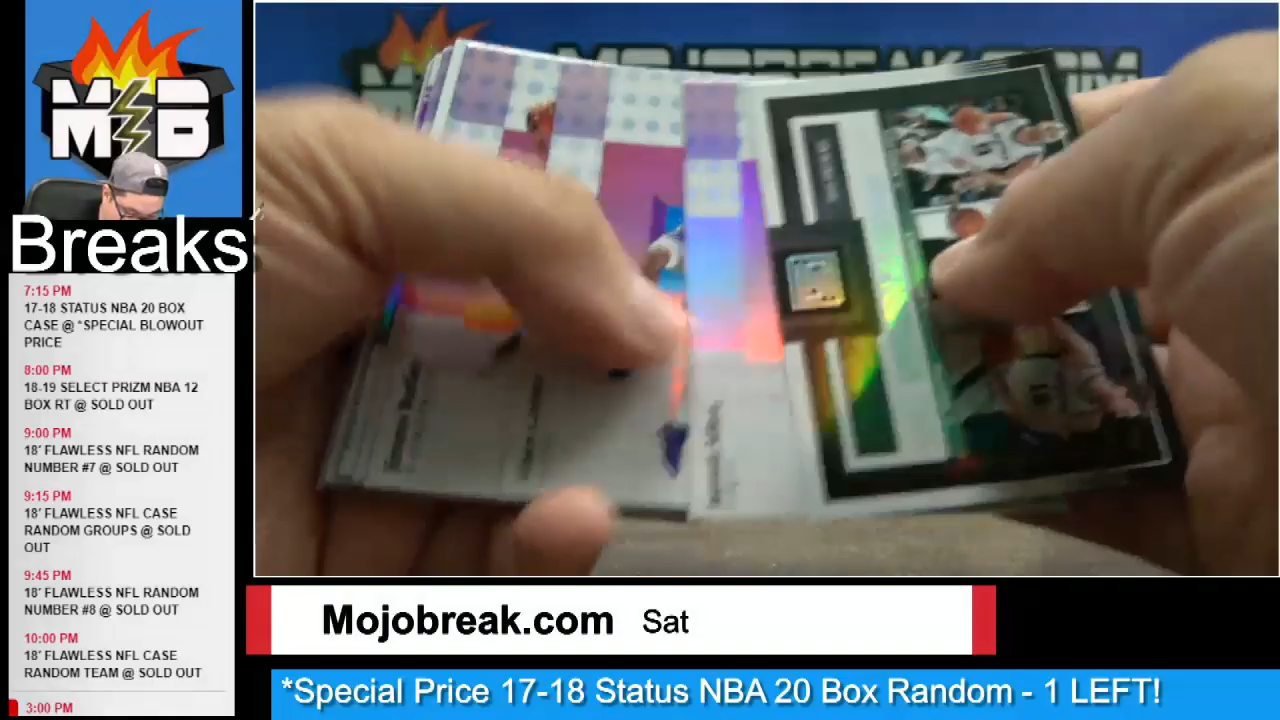 MOJOBREAK.COM
M B
Breaks
7:15 PM
17-18 STATUS NBA 20 BOX
CASE @ *SPECIAL BLOWOUT
PRICE
8:00 PM
18-19 SELECT PRIZM NBA 12
BOX RT @ SOLD OUT
9:00 PM
18' FLAWLESS NFL RANDOM
NUMBER #7 @ SOLD OUT
9:15 PM
18' FLAWLESS NFL CASE
RANDOM GROUPS @ SOLD
OUT
9:45 PM
18' FLAWLESS NFL RANDOM
NUMBER #8 @ SOLD OUT
10:00 PM
18' FLAWLESS NFL CASE
RANDOM TEAM @ SOLD OUT
3:00 PM
Mojobreak.com Sat
*Special Price 17-18 Status NBA 20 Box Random - 1 LEFT!